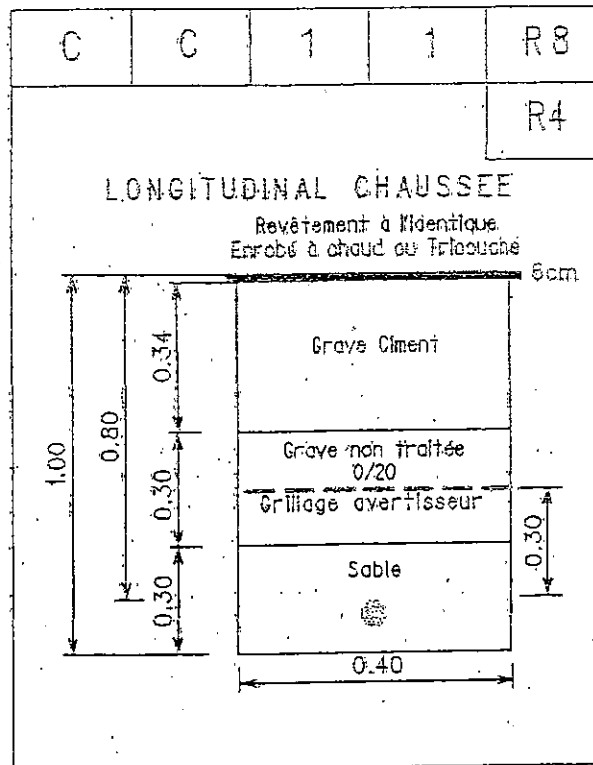 C C 1 1 R8
R4
LONGITUDINAL CHAUSSEE
Revêtement à l'identique
Enrobé à chaud ou Tricouche
6cm
Grave Ciment
0.34
0.80
1.00
Grave non traitée
0/20
0.30
Grillage avertisseur
0.30
Sable
0.30
0.40